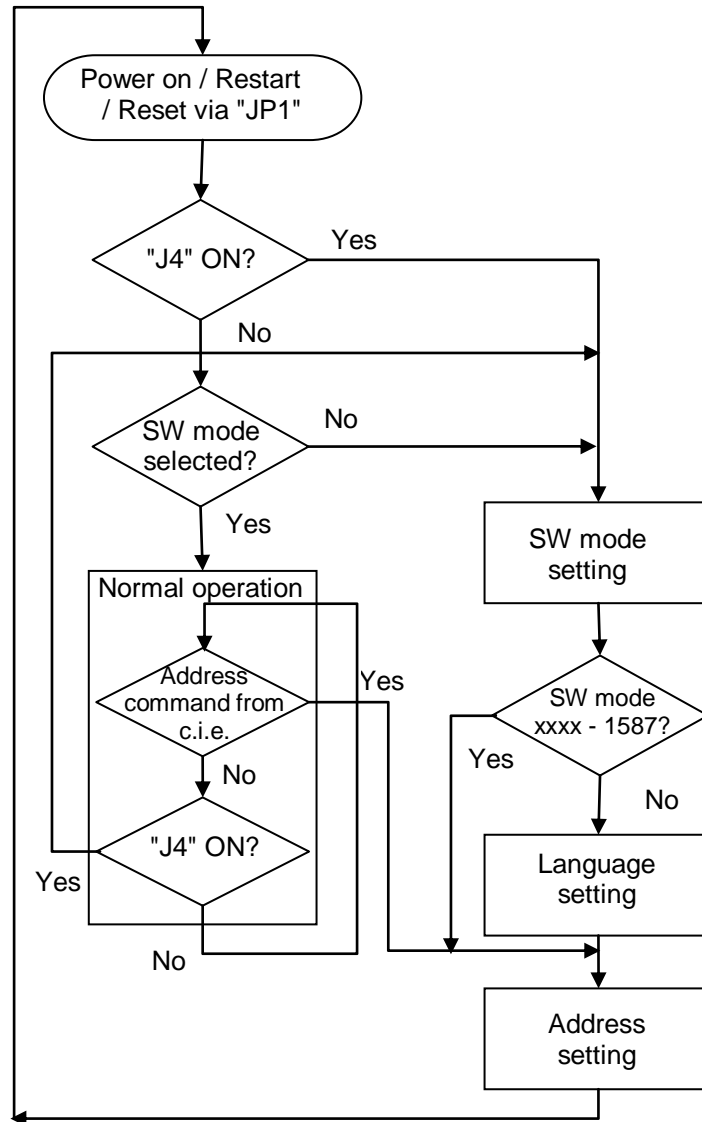 Power on / Restart
/ Reset via "JP1"
"J4" ON?
Yes
No
SW mode
selected?
No
Yes
SW mode
setting
Normal operation
Address
command from
c.i.e.
Yes
No
SW mode
xxxx - 1587?
Yes
No
"J4" ON?
Yes
No
Language
setting
Address
setting